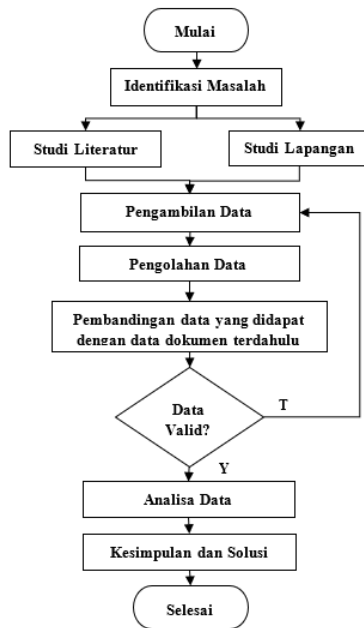 Mulai
Identifikasi Masalah
Studi Literatur
Studi Lapangan
Pengambilan Data
Pengolahan Data
Pembandingan data yang didapat
dengan data dokumen terdahulu
Data
Valid?
T
Y
Analisa Data
Kesimpulan dan Solusi
Selesai